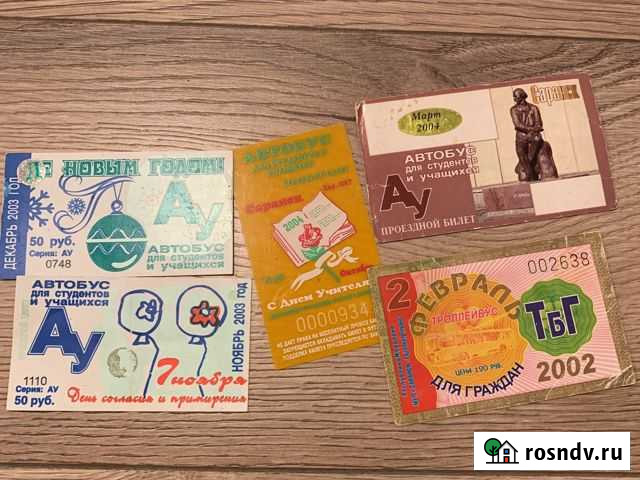 ДЕКАБРЬ 2003 ГОД
НОВЫМ ГОДОМ!
АУ
50 руб.
Серия: АУ
0748
АВТОБУС
для студентов
и учащихся
АВТОБУС
для студентов
и учащихся
АУ
1110
Серия: АУ
50 руб.
7 ноября
День согласия и примирения
НОЯБРЬ 2003 год
АВТОБУС
ДЛЯ СТУДЕНТОВ
И УЧАЩИХСЯ
Саранск
2004
С Днем Учителя
0000934
Саранск
Март
2004
АВТОБУС
для студентов
и учащихся
АУ
ПРОЕЗДНОЙ БИЛЕТ
002638
2
ФЕВРАЛЬ
ТРОЛЛЕЙБУС
ТбГ
ДЛЯ ГРАЖДАН
2002
rosndv.ru